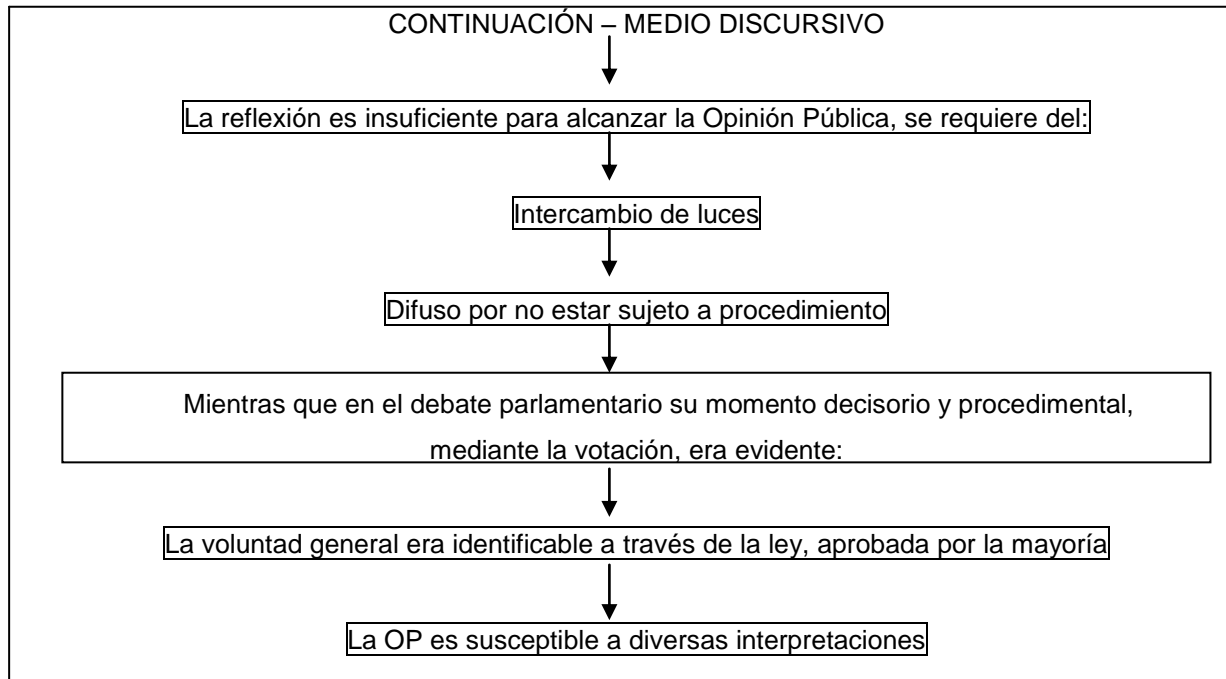 CONTINUACIÓN – MEDIO DISCURSIVO
La reflexión es insuficiente para alcanzar la Opinión Pública, se requiere del:
Intercambio de luces
Difuso por no estar sujeto a procedimiento
Mientras que en el debate parlamentario su momento decisorio y procedimental,
mediante la votación, era evidente:
La voluntad general era identificable a través de la ley, aprobada por la mayoría
La OP es susceptible a diversas interpretaciones